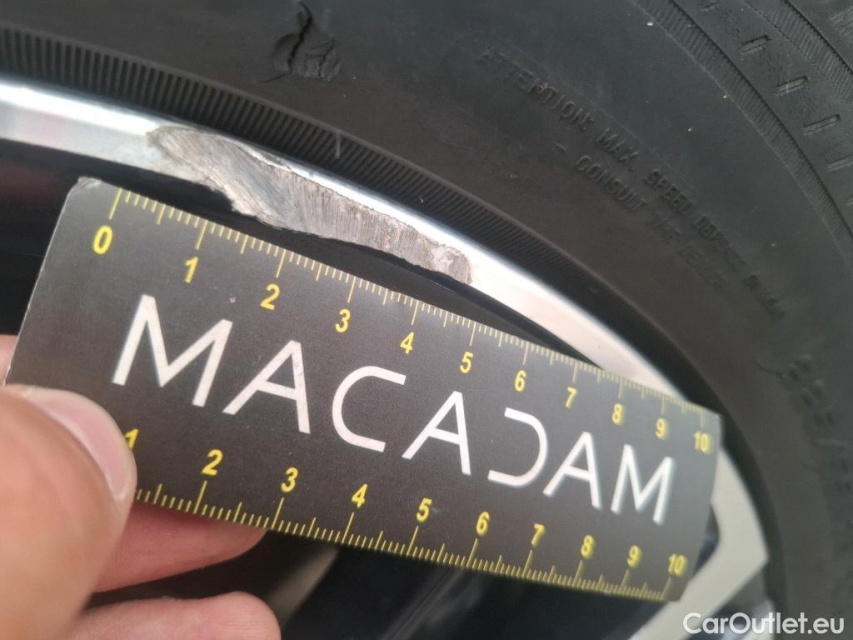 ATTENTION: MAX. SPEED
CONSULT
0 1 2 3 4 5 6 7 8 9 10
MACADAM
1 2 3 4 5 6 7 8 9 10
CarOutlet.eu